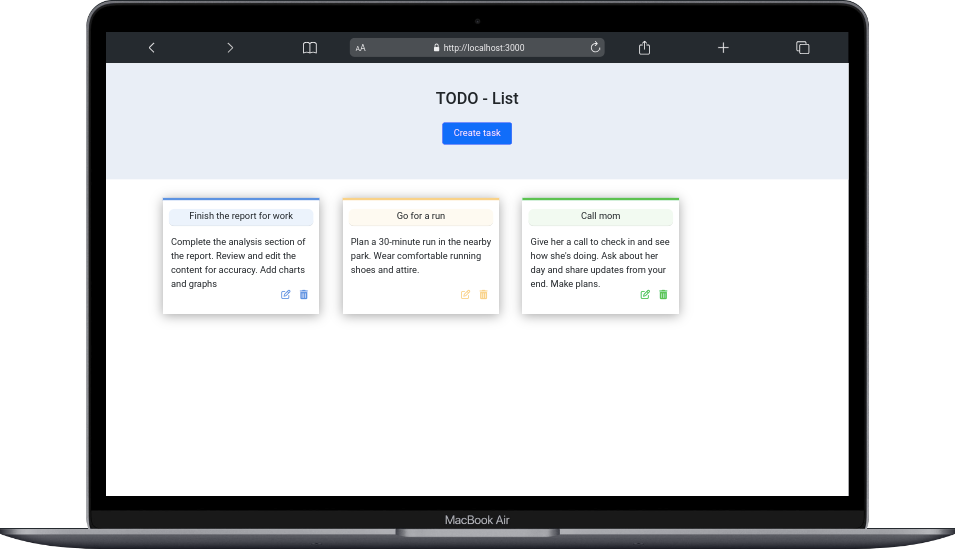 AA http://localhost:3000
TODO - List
Create task
Finish the report for work
Complete the analysis section of
the report. Review and edit the
content for accuracy. Add charts
and graphs
Go for a run
Plan a 30-minute run in the nearby
park. Wear comfortable running
shoes and attire.
Call mom
Give her a call to check in and see
how she's doing. Ask about her
day and share updates from your
end. Make plans.
MacBook Air